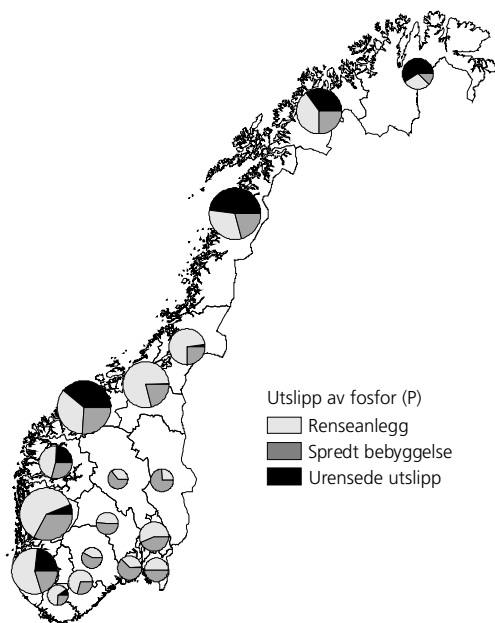 Utslipp av fosfor (P)
Renseanlegg
Spredt bebyggelse
Urensede utslipp